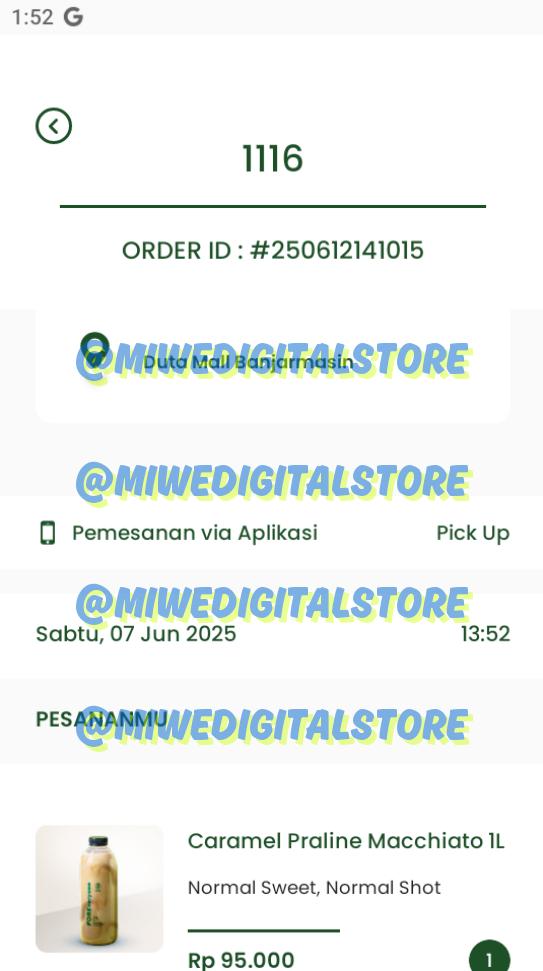 1:52 G
1116
ORDER ID : #250612141015
@MIWEDIGITALSTORE
Duta Mall Banjarmasin
@MIWEDIGITALSTORE
Pemesanan via Aplikasi Pick Up
@MIWEDIGITALSTORE
Sabtu, 07 Jun 2025 13:52
PESANANMU
@MIWEDIGITALSTORE
Caramel Praline Macchiato 1L
Normal Sweet, Normal Shot
FORE
Rp 95.000 1